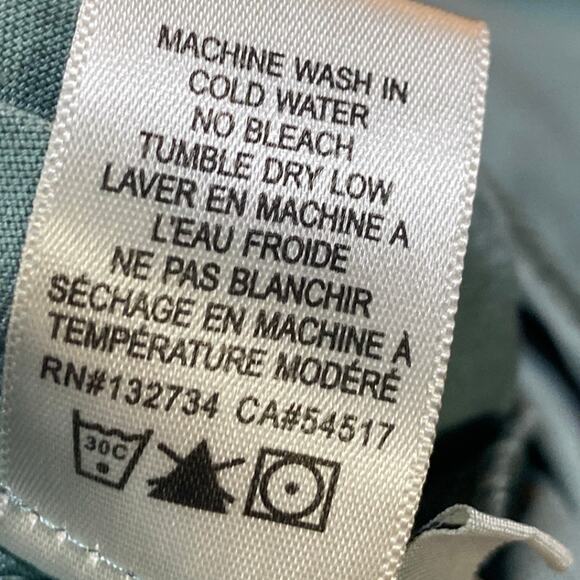 MACHINE WASH IN
COLD WATER
NO BLEACH
TUMBLE DRY LOW
LAVER EN MACHINE A
L'EAU FROIDE
NE PAS BLANCHIR
SÉCHAGE EN MACHINE À
TEMPÉRATURE MODÉRÉ
RN#132734 CA#54517
30C